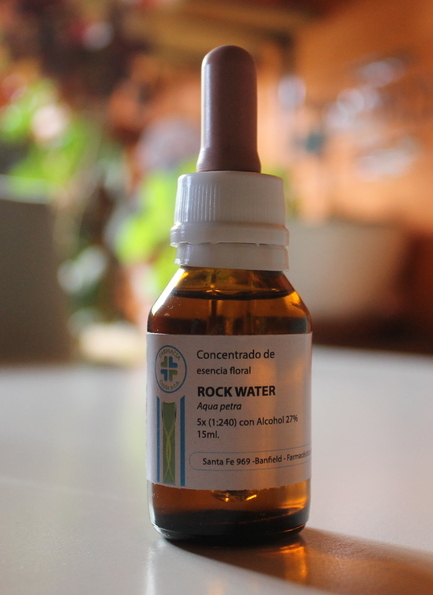 Concentrado de
esencia floral
ROCK WATER
Aqua petra
5x (1:240) con Alcohol 27%
15ml.
Santa Fe 969 -Banfield -